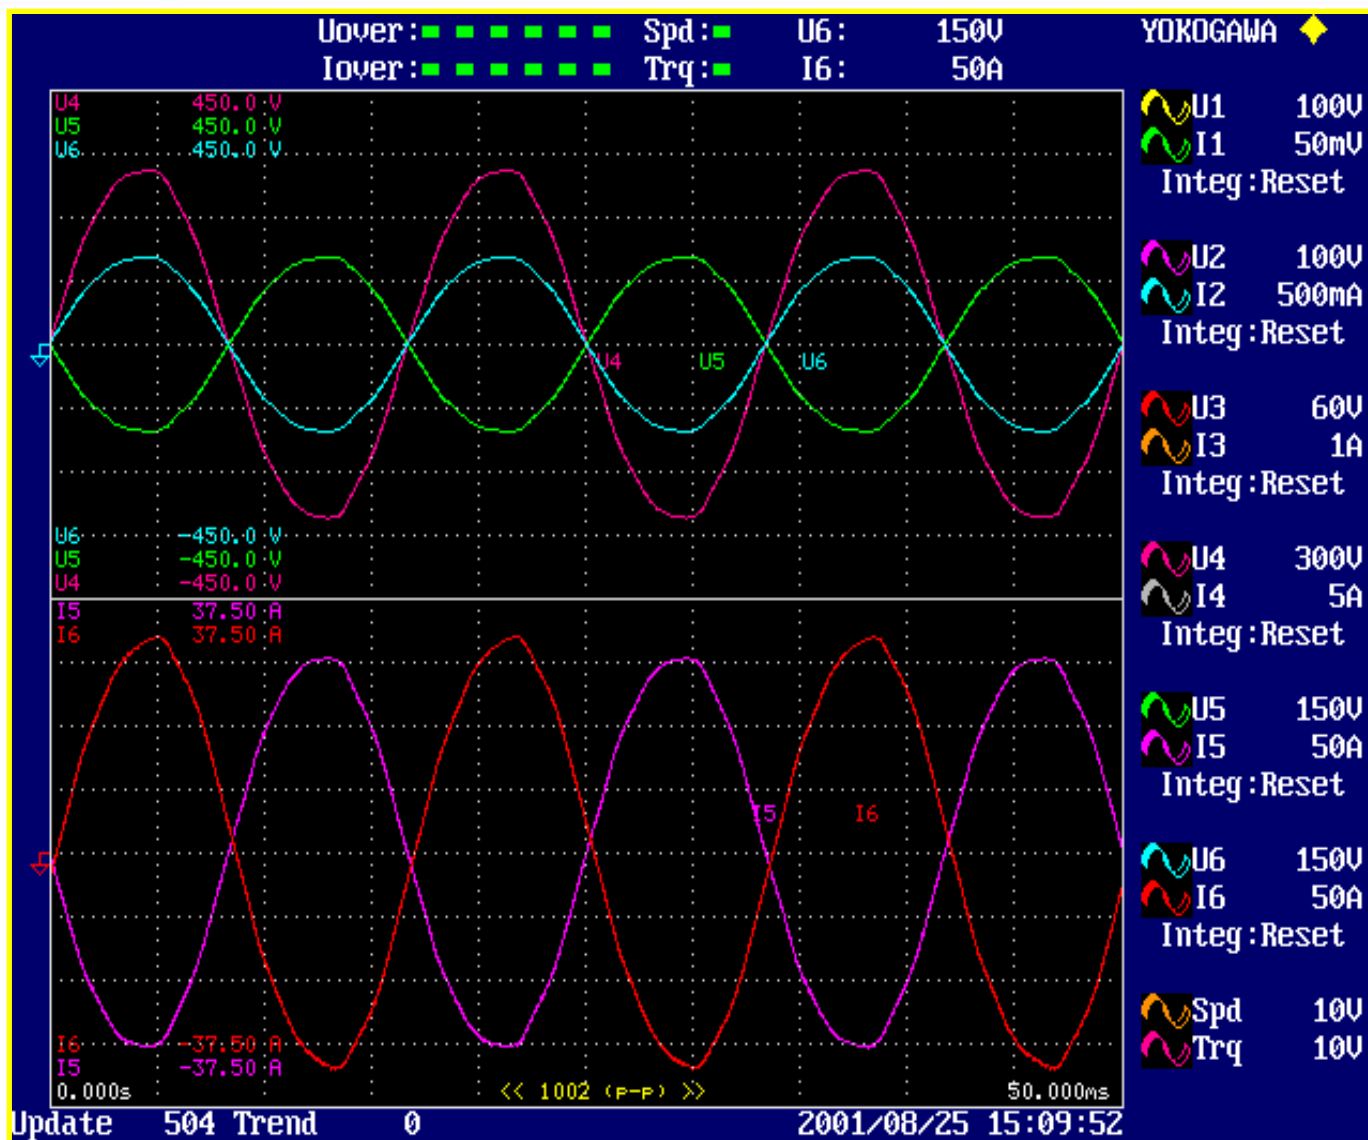 Uover: Spd: U6: 150V YOKOGAWA
Iover: Trq: I6: 50A
U4 450.0 V
U5 450.0 V
U6 450.0 V
U4 U5 U6
U6 -450.0 V
U5 -450.0 V
U4 -450.0 V
I5 37.50 A
I6 37.50 A
I5 I6
I6 -37.50 A
I5 -37.50 A
0.000s << 1002 (p-p) >> 50.000ms
Update 504 Trend 0 2001/08/25 15:09:52
U1 100V
I1 50mV
Integ:Reset
U2 100V
I2 500mA
Integ:Reset
U3 60V
I3 1A
Integ:Reset
U4 300V
I4 5A
Integ:Reset
U5 150V
I5 50A
Integ:Reset
U6 150V
I6 50A
Integ:Reset
Spd 10V
Trq 10V